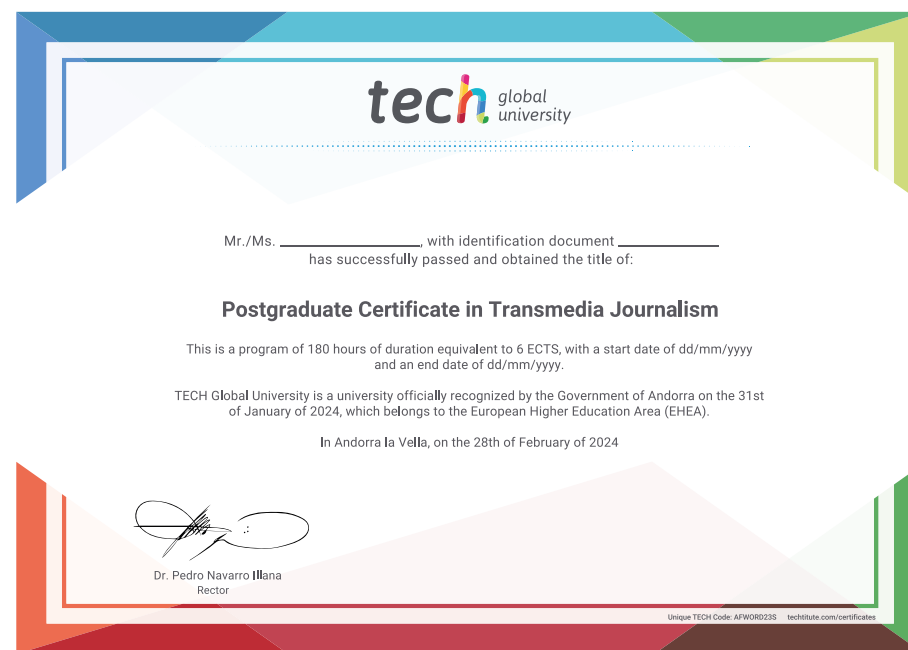 tech global
university
Mr./Ms. ____________, with identification document ____________
has successfully passed and obtained the title of:
Postgraduate Certificate in Transmedia Journalism
This is a program of 180 hours of duration equivalent to 6 ECTS, with a start date of dd/mm/yyyy
and an end date of dd/mm/yyyy.
TECH Global University is a university officially recognized by the Government of Andorra on the 31st
of January of 2024, which belongs to the European Higher Education Area (EHEA).
In Andorra la Vella, on the 28th of February of 2024
Dr. Pedro Navarro Illana
Rector
Unique TECH Code: AFWORD23S techtitute.com/certificates